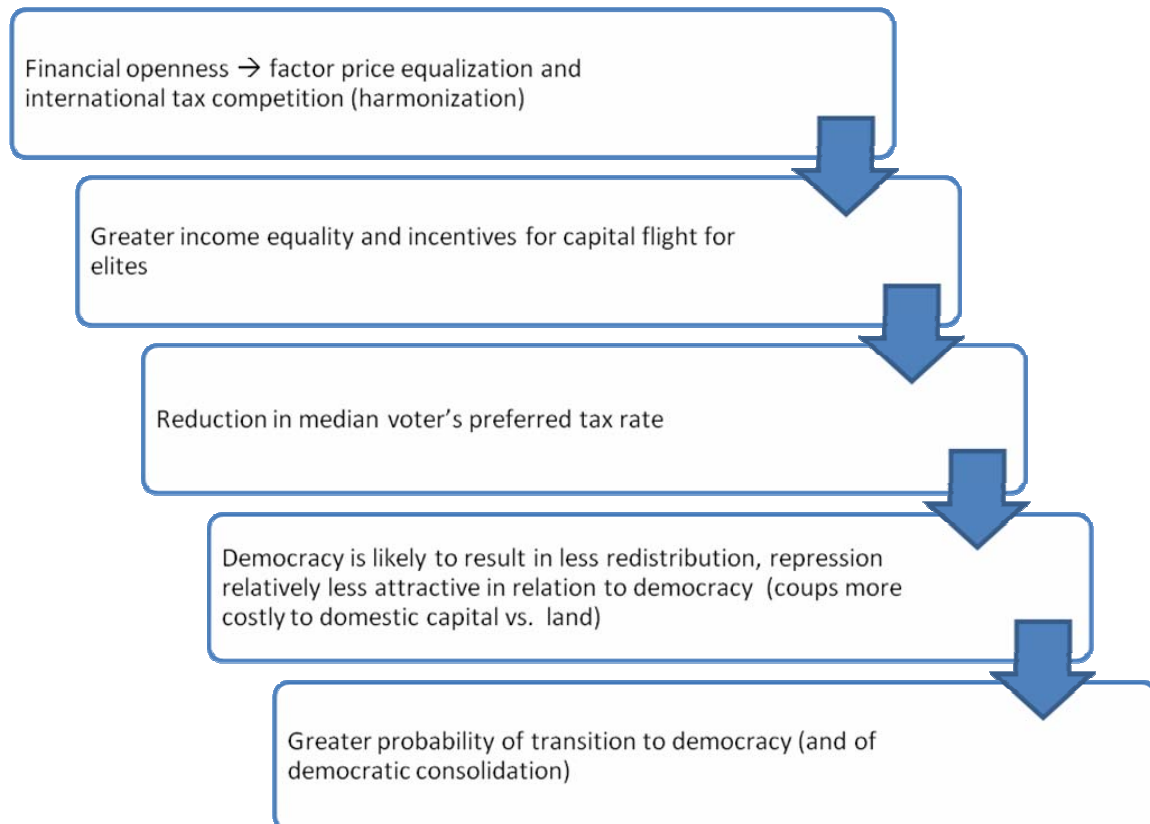 Financial openness → factor price equalization and
international tax competition (harmonization)
Greater income equality and incentives for capital flight for
elites
Reduction in median voter’s preferred tax rate
Democracy is likely to result in less redistribution, repression
relatively less attractive in relation to democracy  (coups more
costly to domestic capital vs.  land)
Greater probability of transition to democracy (and of
democratic consolidation)